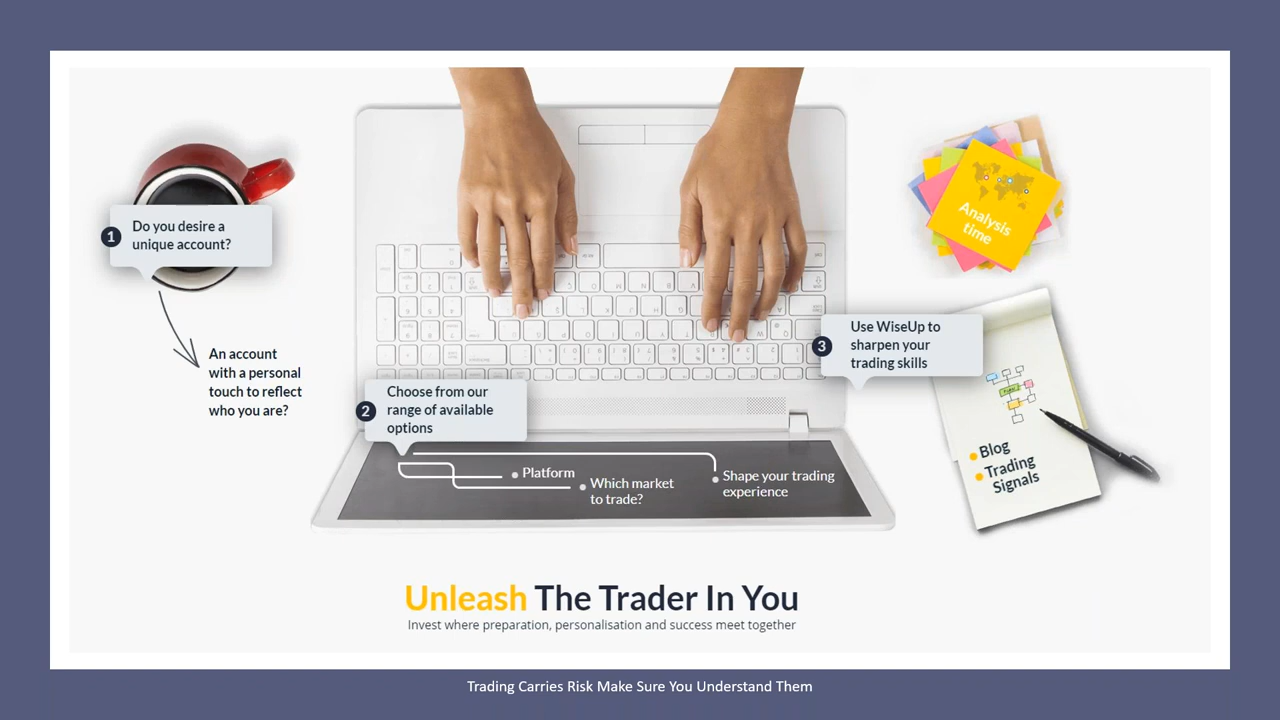 1
Do you desire a
unique account?
An account
with a personal
touch to reflect
who you are?
2
Choose from our
range of available
options
Platform
Which market
to trade?
Shape your trading
experience
3
Use WiseUp to
sharpen your
trading skills
Analysis
time
Blog
Trading
Signals
Unleash The Trader In You
Invest where preparation, personalisation and success meet together
Trading Carries Risk Make Sure You Understand Them